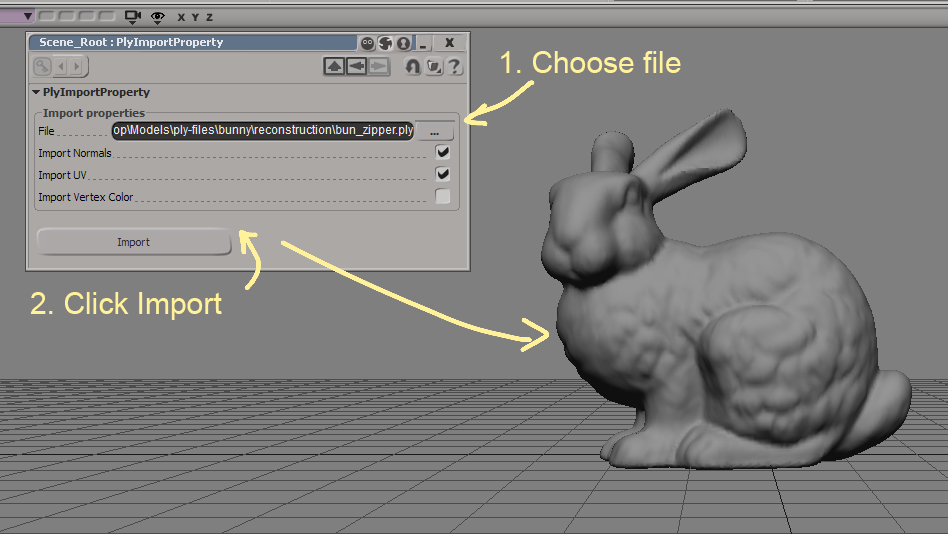 X Y Z
Scene_Root : PlyImportProperty
1. Choose file
PlyImportProperty
Import properties
File op\Models\ply-files\bunny\reconstruction\bun_zipper.ply ...
Import Normals
Import UV
Import Vertex Color
Import
2. Click Import